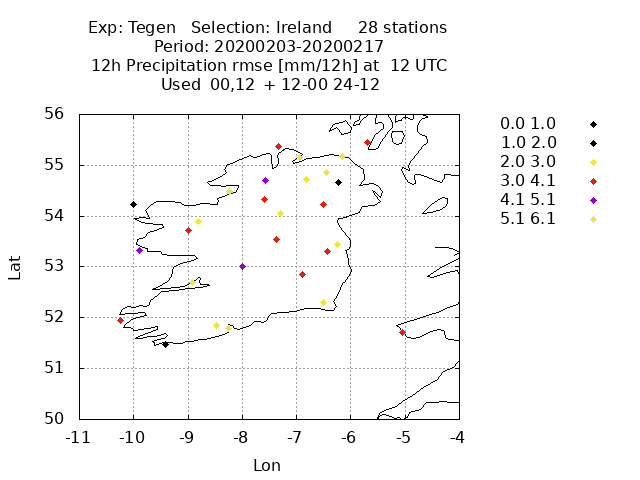 Exp: Tegen Selection: Ireland 28 stations
Period: 20200203-20200217
12h Precipitation rmse [mm/12h] at 12 UTC
Used 00,12 + 12-00 24-12
0.0 1.0
1.0 2.0
2.0 3.0
3.0 4.1
4.1 5.1
5.1 6.1
56
55
54
53
52
51
50
Lat
-11 -10 -9 -8 -7 -6 -5 -4
Lon